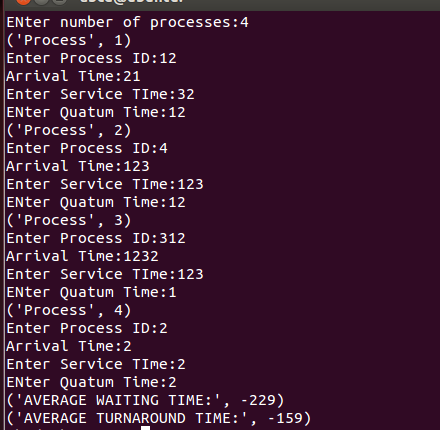 ENter number of processes:4
('Process', 1)
Enter Process ID:12
Arrival Time:21
Enter Service TIme:32
ENter Quatum Time:12
('Process', 2)
Enter Process ID:4
Arrival Time:123
Enter Service TIme:123
ENter Quatum Time:12
('Process', 3)
Enter Process ID:312
Arrival Time:1232
Enter Service TIme:123
ENter Quatum Time:1
('Process', 4)
Enter Process ID:2
Arrival Time:2
Enter Service TIme:2
ENter Quatum Time:2
('AVERAGE WAITING TIME:', -229)
('AVERAGE TURNAROUND TIME:', -159)